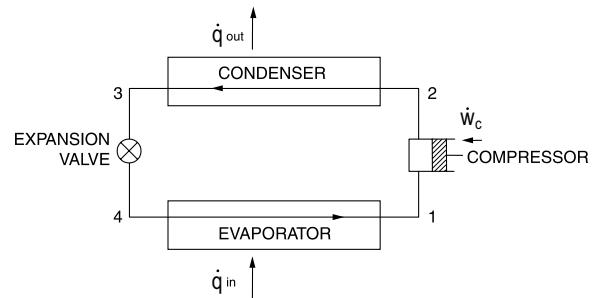 q̇ out
CONDENSER
3
2
ẇc
EXPANSION
VALVE
COMPRESSOR
4
1
EVAPORATOR
q̇ in